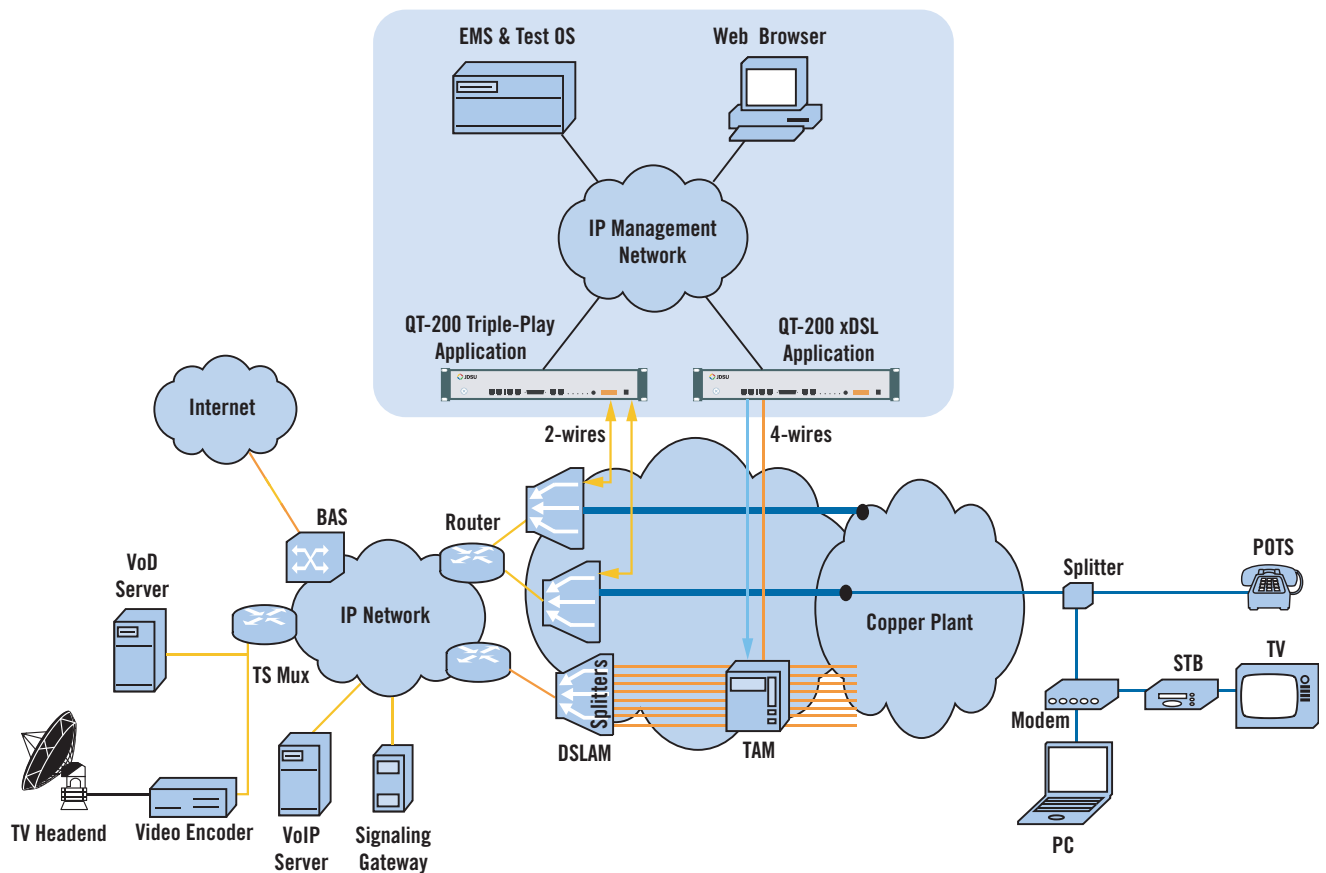 EMS & Test OS
Web Browser
IP Management
Network
QT-200 Triple-Play
Application
QT-200 xDSL
Application
JDSU
JDSU
Internet
2-wires
4-wires
BAS
Router
VoD
Server
IP Network
TS Mux
Splitters
DSLAM
TAM
Copper Plant
Splitter
POTS
STB
TV
Modem
PC
TV Headend
Video Encoder
VoIP
Server
Signaling
Gateway